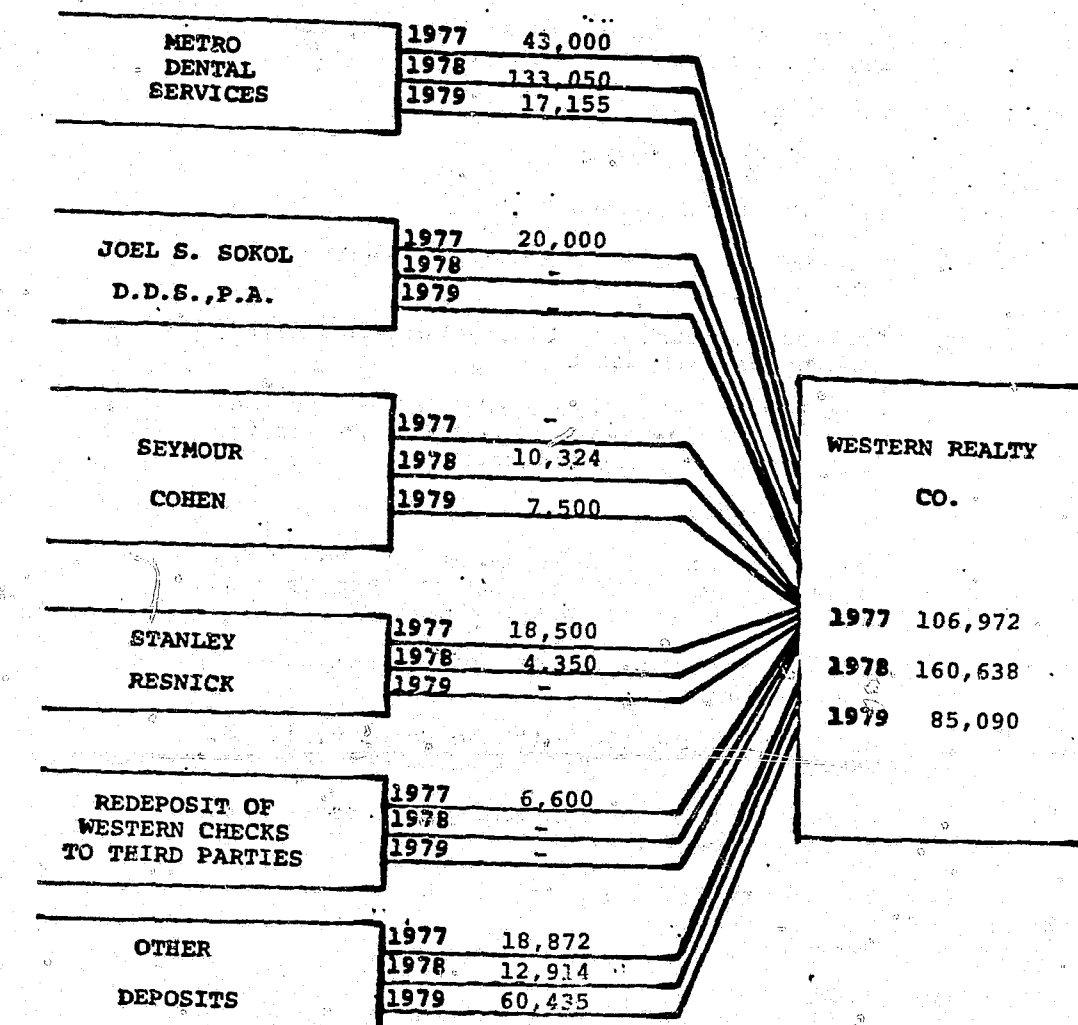 METRO
DENTAL
SERVICES
1977 43,000
1978 133,050
1979 17,155
JOEL S. SOKOL
D.D.S.,P.A.
1977 20,000
1978 -
1979 -
SEYMOUR
COHEN
1977 -
1978 10,324
1979 7,500
STANLEY
RESNICK
1977 18,500
1978 4,350
1979 -
REDEPOSIT OF
WESTERN CHECKS
TO THIRD PARTIES
1977 6,600
1978 -
1979 -
OTHER
DEPOSITS
1977 18,872
1978 12,914
1979 60,435
WESTERN REALTY
CO.
1977 106,972
1978 160,638
1979 85,090